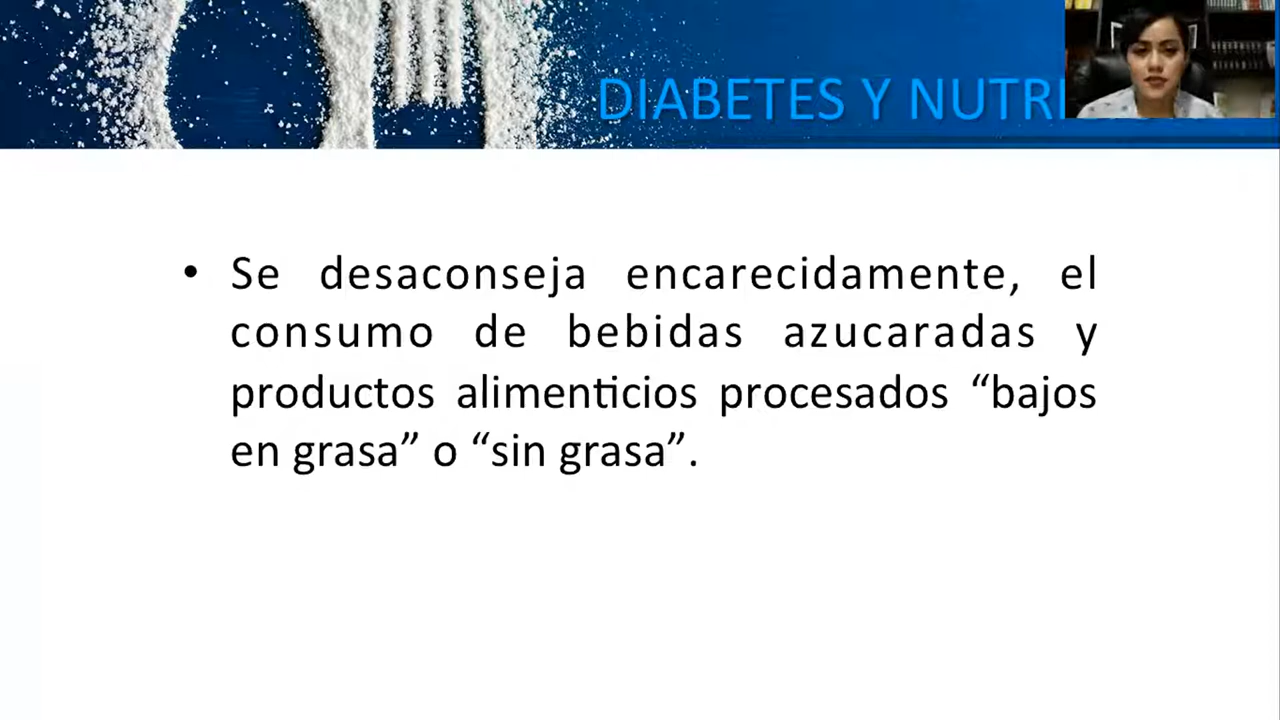 DIABETES Y NUTRI
• Se desaconseja encarecidamente, el
consumo de bebidas azucaradas y
productos alimenticios procesados “bajos
en grasa” o “sin grasa”.